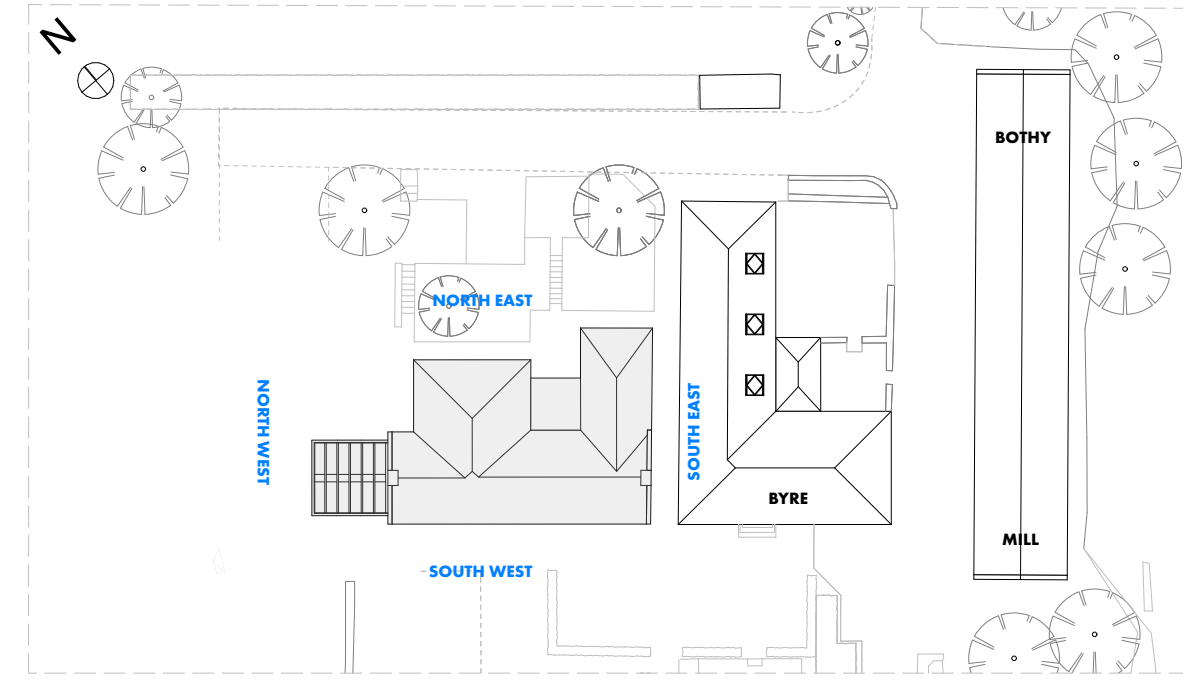 N
BOTHY
NORTH EAST
NORTH WEST
SOUTH EAST
BYRE
MILL
SOUTH WEST